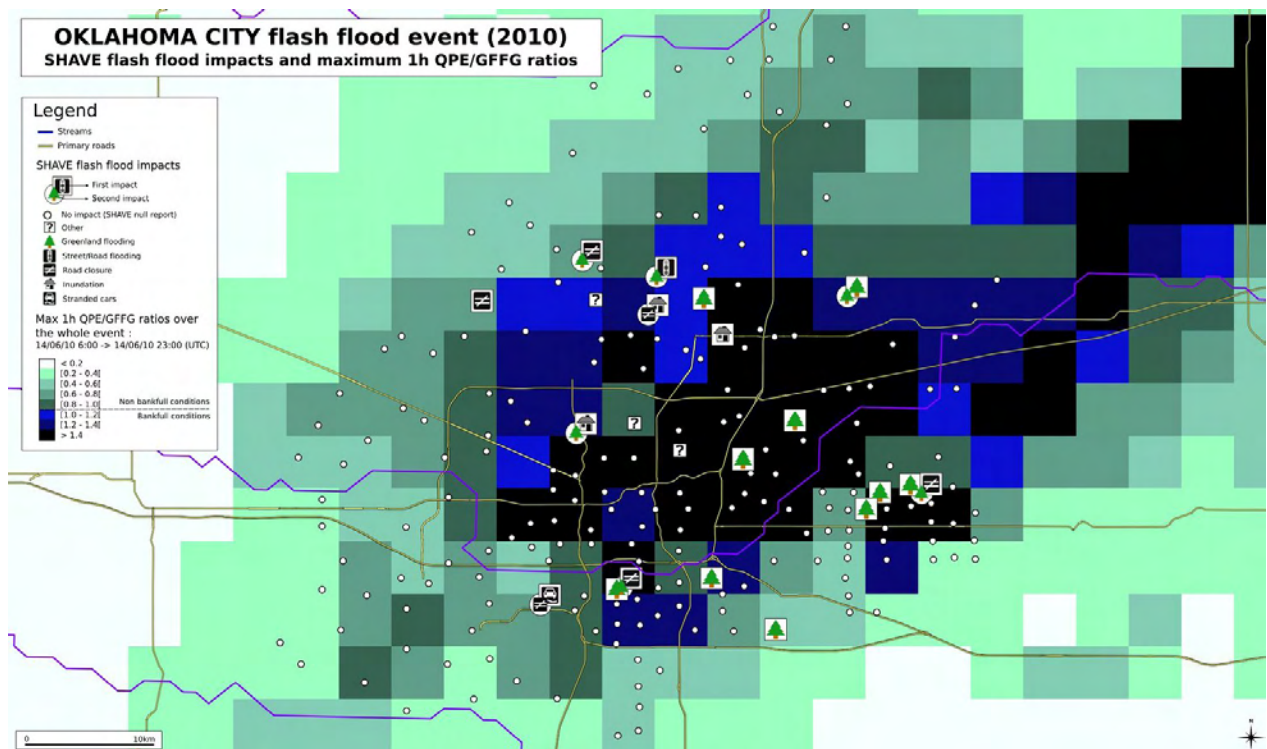 OKLAHOMA CITY flash flood event (2010)
SHAVE flash flood impacts and maximum 1h QPE/GFFG ratios
Legend
Streams
Primary roads
SHAVE flash flood impacts
First impact
Second impact
No impact (SHAVE null report)
? Other
Greenland flooding
Street/Road flooding
Road closure
Inundation
Stranded cars
Max 1h QPE/GFFG ratios over
the whole event :
14/06/10 6:00 -> 14/06/10 23:00 (UTC)
< 0.2
[0.2 - 0.4[
[0.4 - 0.6[
[0.6 - 0.8[
[0.8 - 1.0[ Non bankfull conditions
[1.0 - 1.2[ Bankfull conditions
[1.2 - 1.4[
> 1.4
?
?
?
0 10km
N